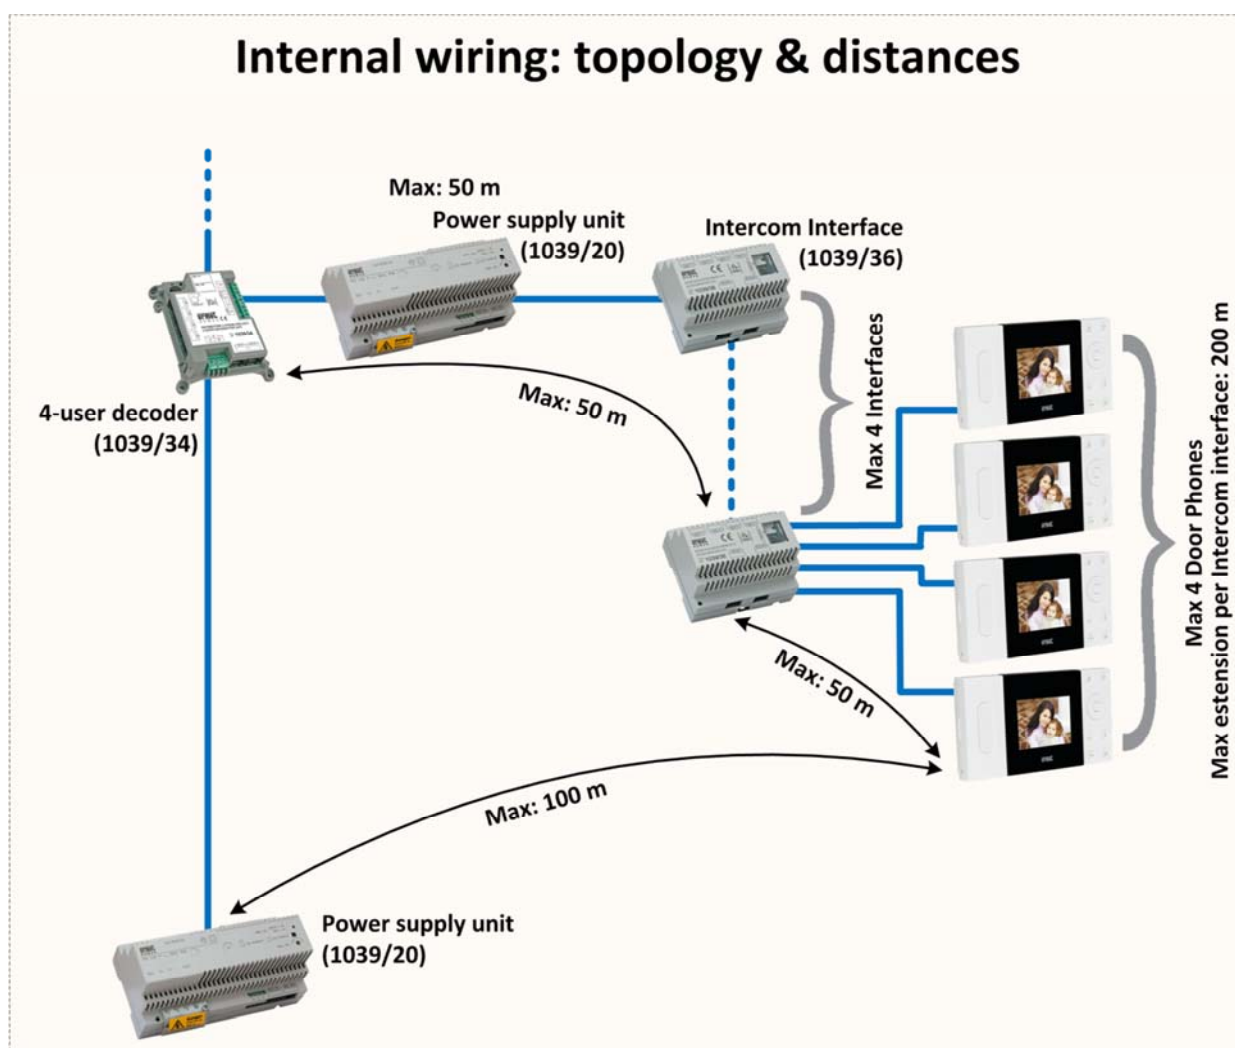 Internal wiring: topology & distances
Max: 50 m
Power supply unit
(1039/20)
Intercom Interface
(1039/36)
4-user decoder
(1039/34)
Max: 50 m
Max 4 Interfaces
Max 4 Door Phones
Max estension per Intercom interface: 200 m
Max: 50 m
Max: 100 m
Power supply unit
(1039/20)